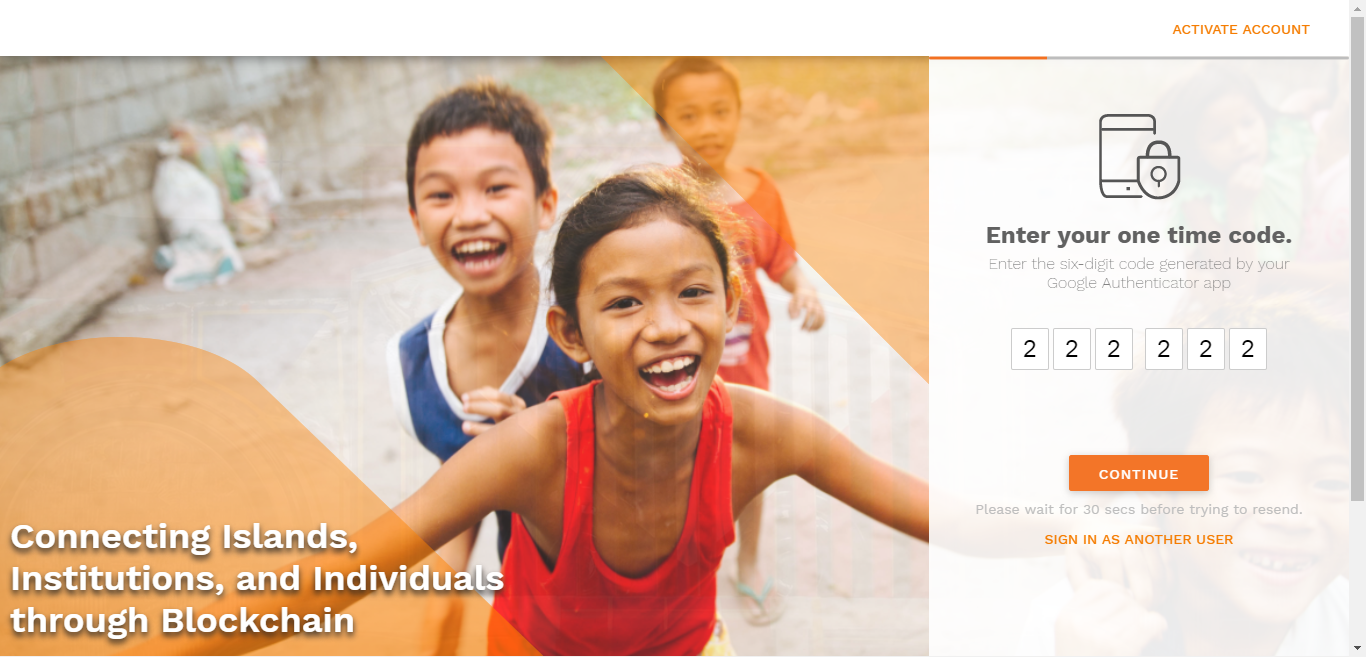 ACTIVATE ACCOUNT
Enter your one time code.
Enter the six-digit code generated by your
Google Authenticator app
2 2 2 2 2 2
CONTINUE
Please wait for 30 secs before trying to resend.
SIGN IN AS ANOTHER USER
Connecting Islands,
Institutions, and Individuals
through Blockchain